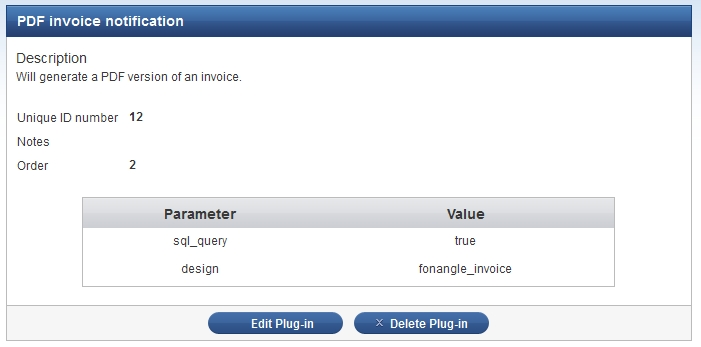 PDF invoice notification
Description
Will generate a PDF version of an invoice.
Unique ID number 12
Notes
Order 2
Parameter Value
sql_query true
design fonangle_invoice
Edit Plug-in × Delete Plug-in